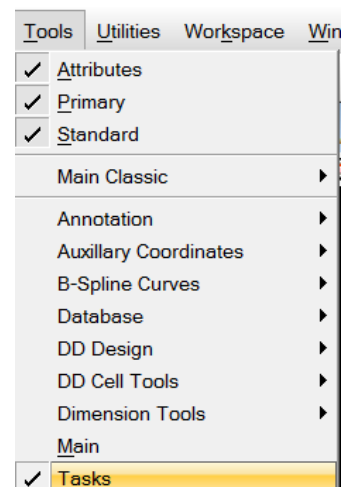 Tools Utilities Workspace Win
Attributes
Primary
Standard
Main Classic
Annotation
Auxillary Coordinates
B-Spline Curves
Database
DD Design
DD Cell Tools
Dimension Tools
Main
Tasks